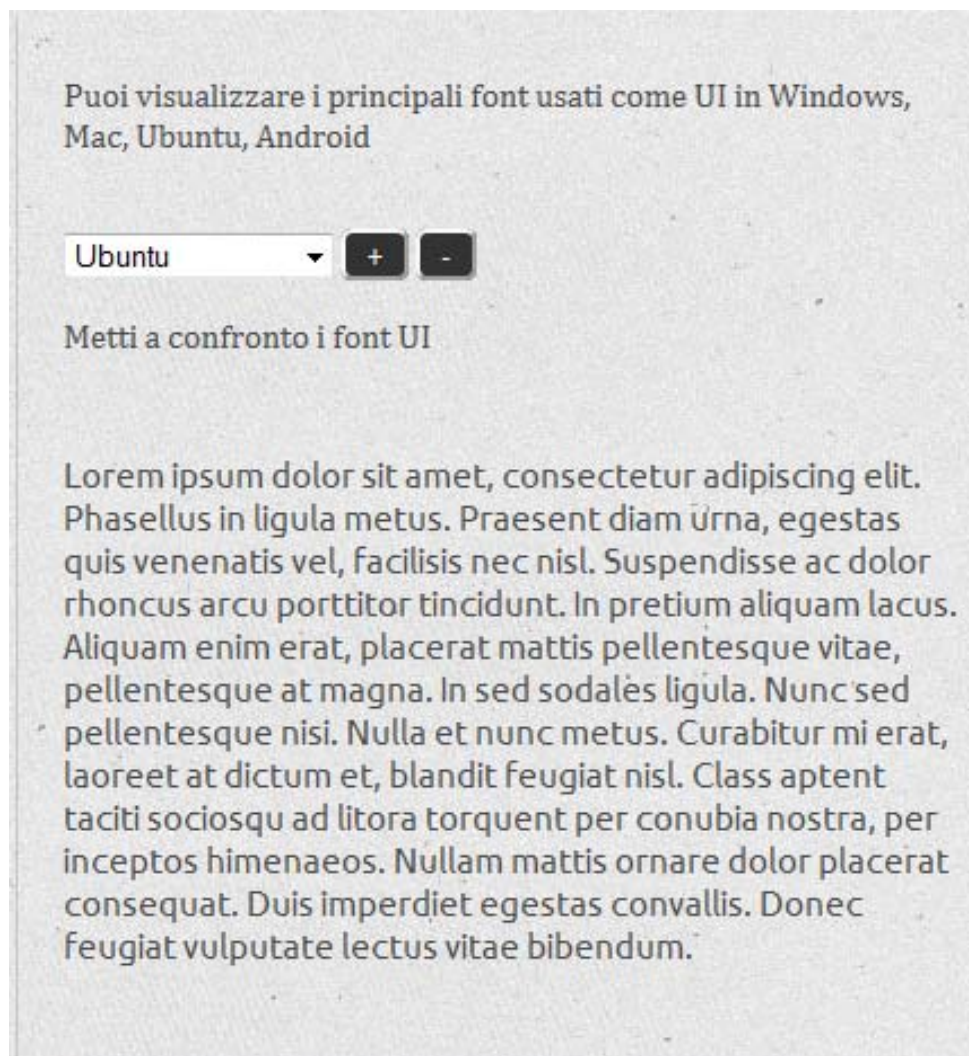 Puoi visualizzare i principali font usati come UI in Windows,
Mac, Ubuntu, Android
Ubuntu + -
Metti a confronto i font UI
Lorem ipsum dolor sit amet, consectetur adipiscing elit.
Phasellus in ligula metus. Praesent diam urna, egestas
quis venenatis vel, facilisis nec nisl. Suspendisse ac dolor
rhoncus arcu porttitor tincidunt. In pretium aliquam lacus.
Aliquam enim erat, placerat mattis pellentesque vitae,
pellentesque at magna. In sed sodales ligula. Nunc sed
pellentesque nisi. Nulla et nunc metus. Curabitur mi erat,
laoreet at dictum et, blandit feugiat nisl. Class aptent
taciti sociosqu ad litora torquent per conubia nostra, per
inceptos himenaeos. Nullam mattis ornare dolor placerat
consequat. Duis imperdiet egestas convallis. Donec
feugiat vulputate lectus vitae bibendum.